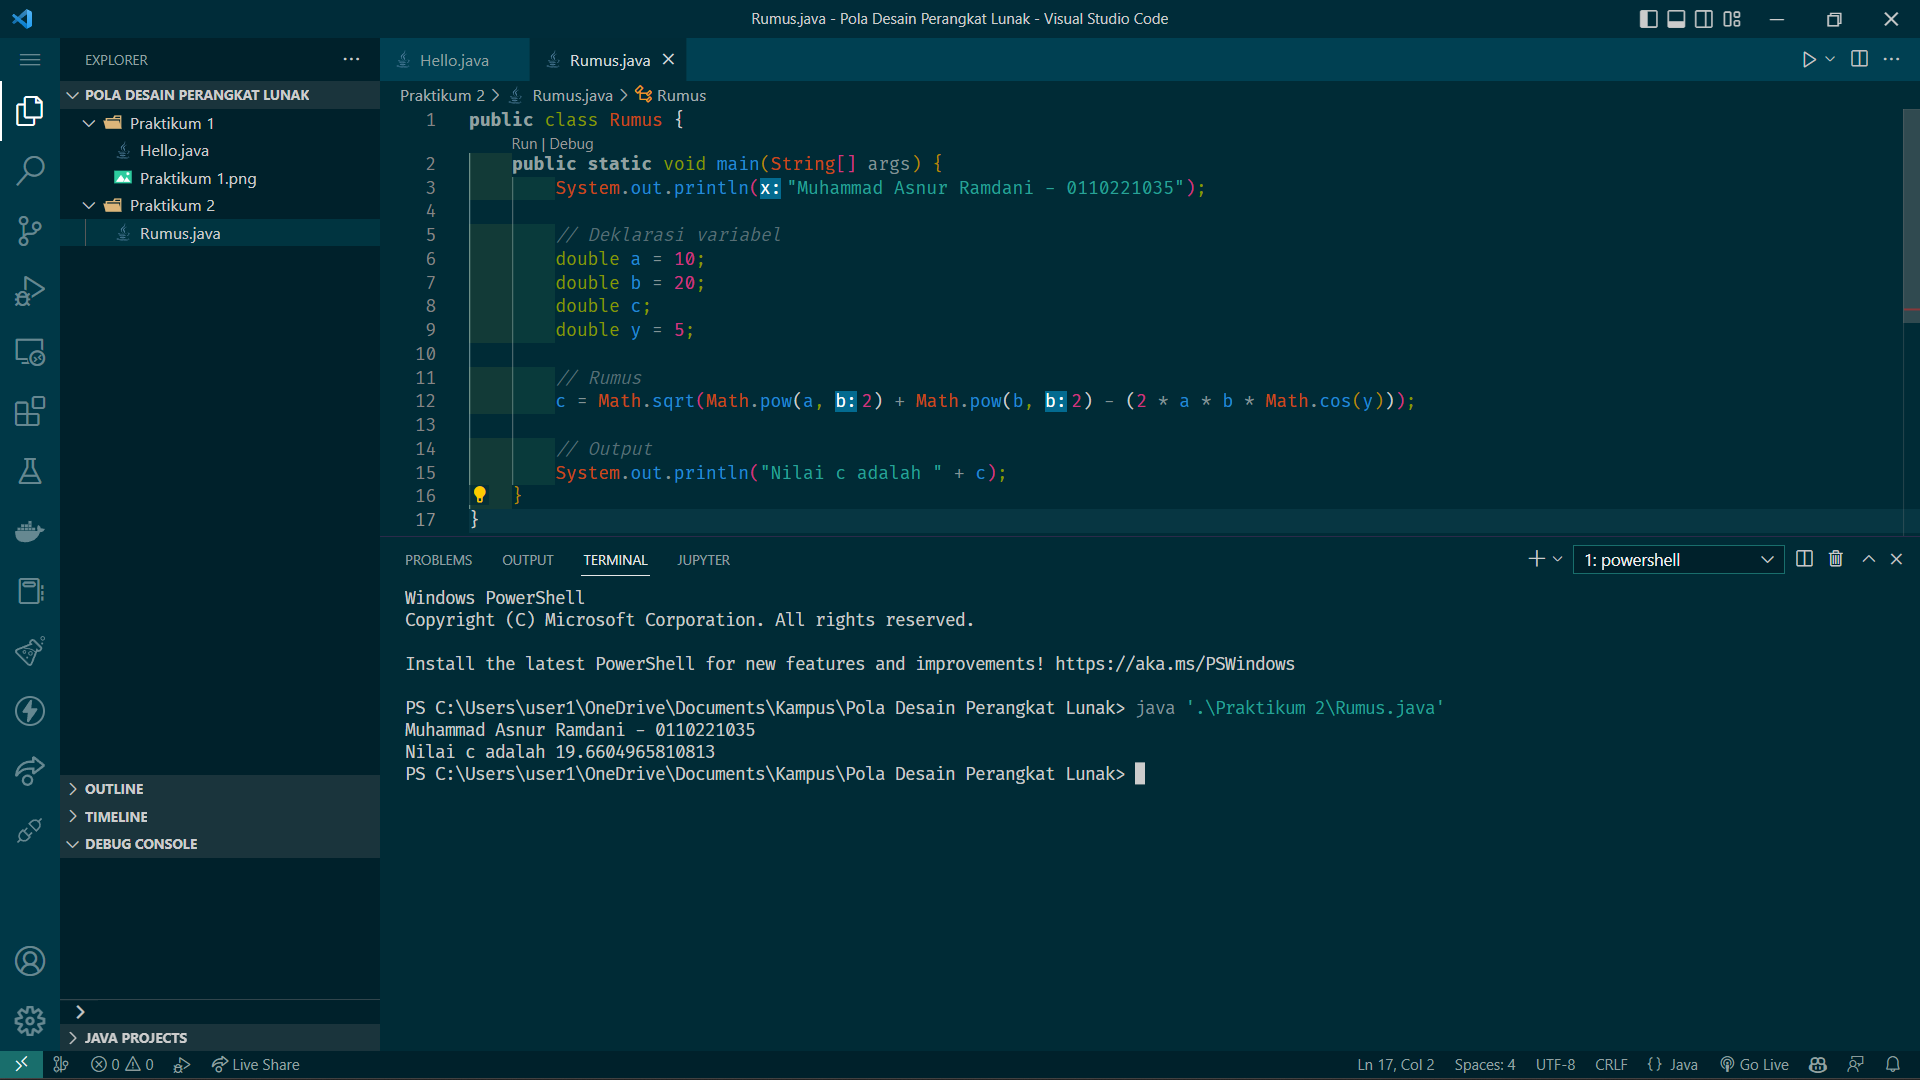 Rumus.java - Pola Desain Perangkat Lunak - Visual Studio Code
EXPLORER
POLA DESAIN PERANGKAT LUNAK
Praktikum 1
Hello.java
Praktikum 1.png
Praktikum 2
Rumus.java
OUTLINE
TIMELINE
DEBUG CONSOLE
JAVA PROJECTS
Hello.java
Rumus.java
Praktikum 2 > Rumus.java > Rumus
1 public class Rumus {
Run | Debug
2 public static void main(String[] args) {
3 System.out.println(x: "Muhammad Asnur Ramdani - 0110221035");
4
5 // Deklarasi variabel
6 double a = 10;
7 double b = 20;
8 double c;
9 double y = 5;
10
11 // Rumus
12 c = Math.sqrt(Math.pow(a, b: 2) + Math.pow(b, b: 2) - (2 * a * b * Math.cos(y)));
13
14 // Output
15 System.out.println("Nilai c adalah " + c);
16 }
17 }
PROBLEMS OUTPUT TERMINAL JUPYTER
1: powershell
Windows PowerShell
Copyright (C) Microsoft Corporation. All rights reserved.
Install the latest PowerShell for new features and improvements! https://aka.ms/PSWindows
PS C:\Users\user1\OneDrive\Documents\Kampus\Pola Desain Perangkat Lunak> java '.\Praktikum 2\Rumus.java'
Muhammad Asnur Ramdani - 0110221035
Nilai c adalah 19.6604965810813
PS C:\Users\user1\OneDrive\Documents\Kampus\Pola Desain Perangkat Lunak>
0 0 Live Share
Ln 17, Col 2 Spaces: 4 UTF-8 CRLF {} Java Go Live